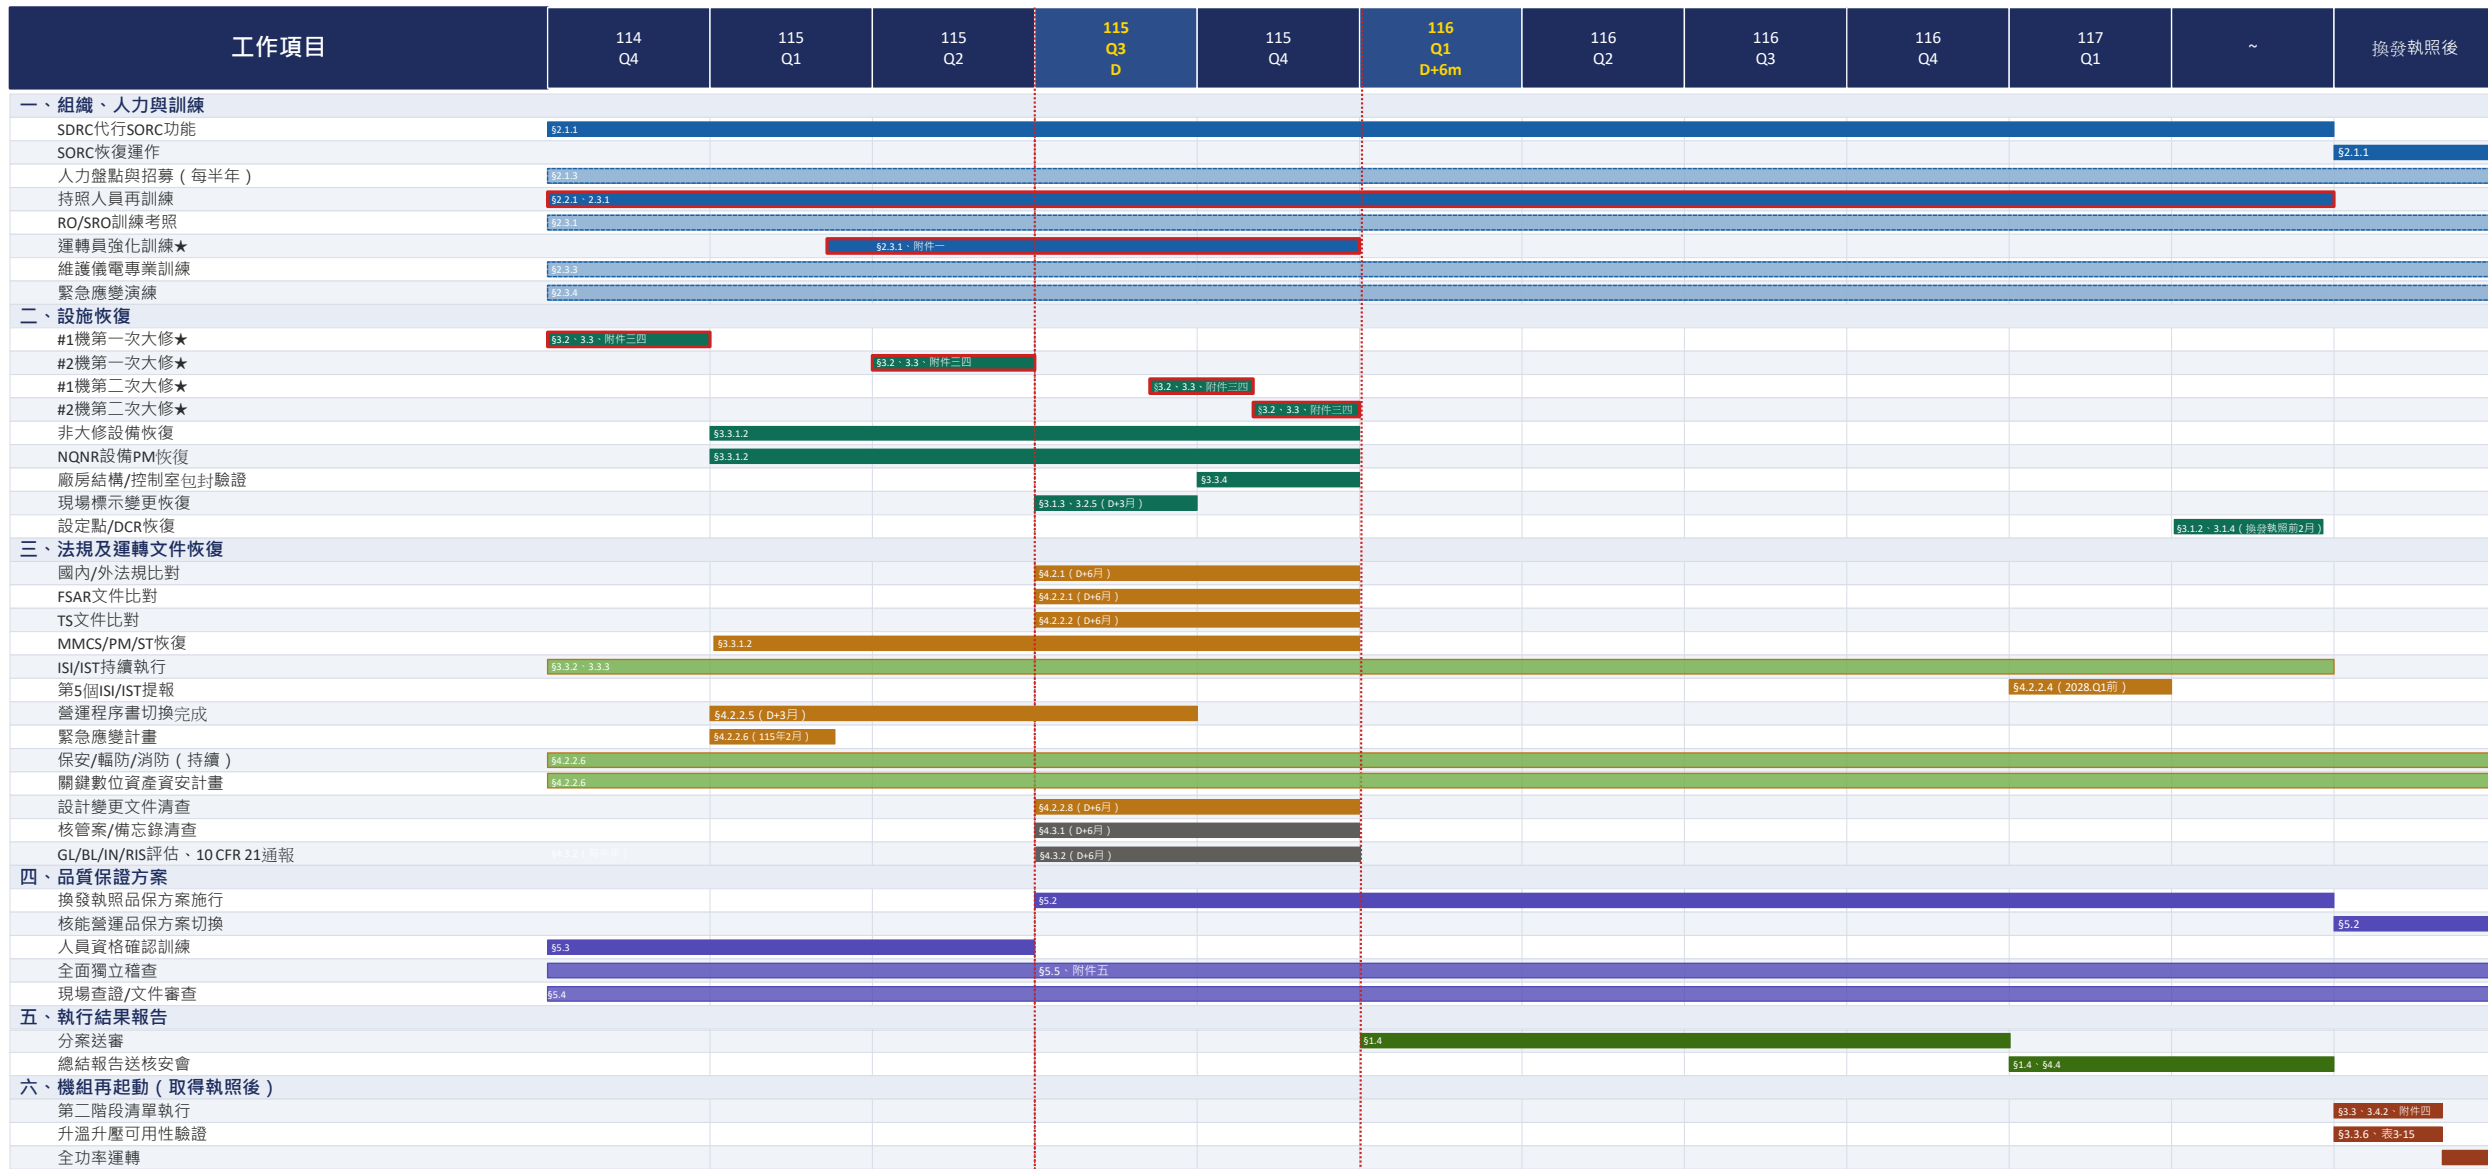 工作項目 114 Q4 115 Q1 115 Q2 115 Q3 D 115 Q4 116 Q1 D+6m 116 Q2 116 Q3 116 Q4 117 Q1 ~ 換發執照後
一、組織、人力與訓練
SDRC代行SORC功能 §2.1.1
SORC恢復運作 §2.1.1
人力盤點與招募(每半年) §2.1.3
持照人員再訓練 §2.2.1、2.3.1
RO/SRO訓練考照 §2.3.1
運轉員強化訓練★ §2.3.1、附件一
維護儀電專業訓練 §2.3.3
緊急應變演練 §2.3.4
二、設施恢復
#1機第一次大修★ §3.2、3.3、附件三四
#2機第一次大修★ §3.2、3.3、附件三四
#1機第二次大修★ §3.2、3.3、附件三四
#2機第二次大修★ §3.2、3.3、附件三四
非大修設備恢復 §3.3.1.2
NQNR設備PM恢復 §3.3.1.2
廠房結構/控制室包封驗證 §3.3.4
現場標示變更恢復 §3.1.3、3.2.5(D+3月)
設定點/DCR恢復 §3.1.2、3.1.4(換發執照前2月)
三、法規及運轉文件恢復
國內/外法規比對 §4.2.1(D+6月)
FSAR文件比對 §4.2.2.1(D+6月)
TS文件比對 §4.2.2.2(D+6月)
MMCS/PM/ST恢復 §3.3.1.2
ISI/IST持續執行 §3.3.2、3.3.3
第5個ISI/IST提報 §4.2.2.4(2028.Q1前)
營運程序書切換完成 §4.2.2.5(D+3月)
緊急應變計畫 §4.2.2.6(115年2月)
保安/輻防/消防(持續) §4.2.2.6
關鍵數位資產資安計畫 §4.2.2.6
設計變更文件清查 §4.2.2.8(D+6月)
核管案/備忘錄清查 §4.3.1(D+6月)
GL/BL/IN/RIS評估、10 CFR 21通報 §4.3.2(D+6月)
四、品質保證方案
換發執照品保方案施行 §5.2
核能營運品保方案切換 §5.2
人員資格確認訓練 §5.3
全面獨立稽查 §5.5、附件五
現場查證/文件審查 §5.4
五、執行結果報告
分案送審 §1.4
總結報告送核安會 §1.4、§4.4
六、機組再起動(取得執照後)
第二階段清單執行 §3.3、3.4.2、附件四
升溫升壓可用性驗證 §3.3.6、表3-15
全功率運轉